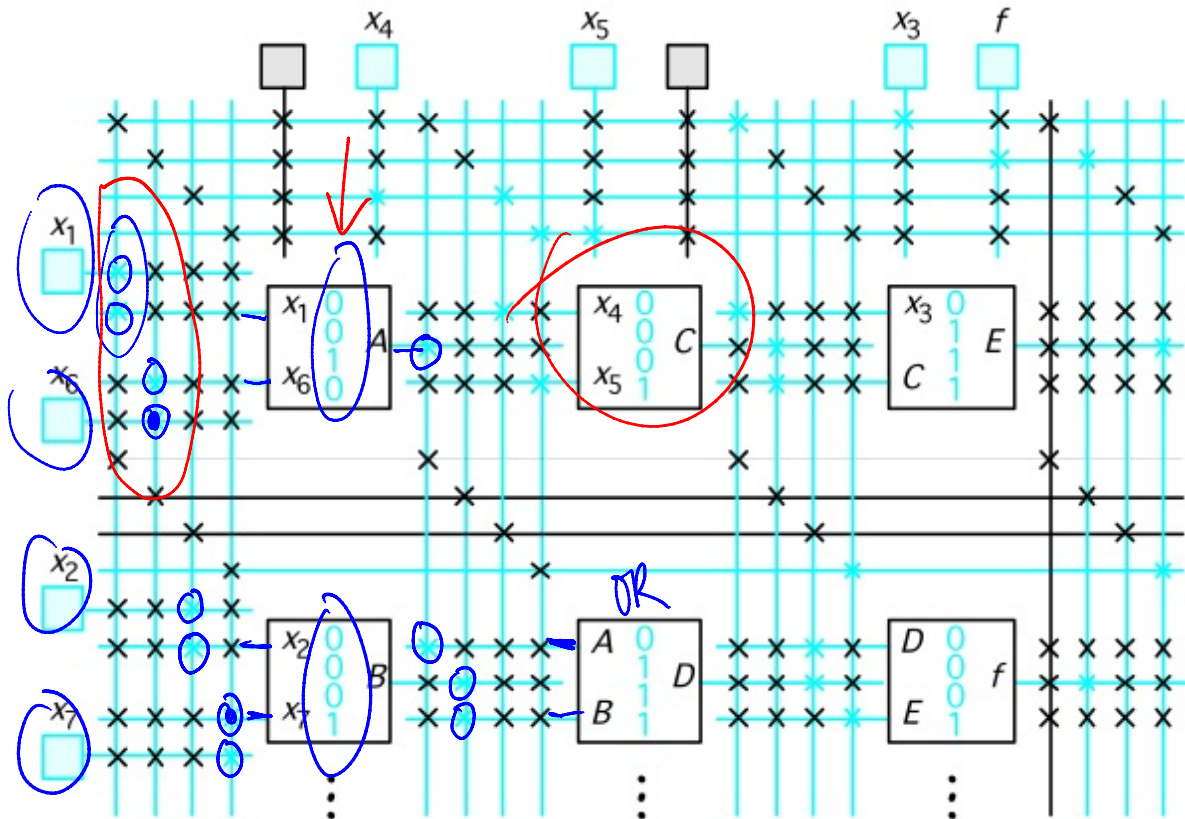 x4 x5 x3 f
x1
x1 0 0 1 0 x6 A
x4 0 0 0 1 x5 C
x3 0 1 1 1 C E
x6
x2
OR
x2 0 0 0 1 x7 B
A 0 1 1 1 B D
D 0 0 0 1 E f
x7